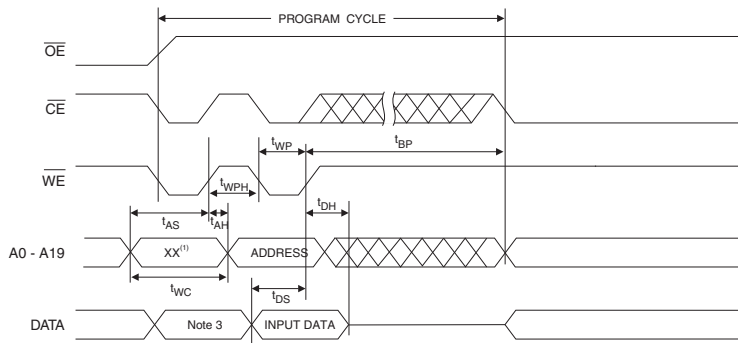 PROGRAM CYCLE
OE
CE
tWP
tBP
WE
tWPH
tDH
tAS
tAH
A0 - A19
XX(1)
ADDRESS
tWC
tDS
DATA
Note 3
INPUT DATA